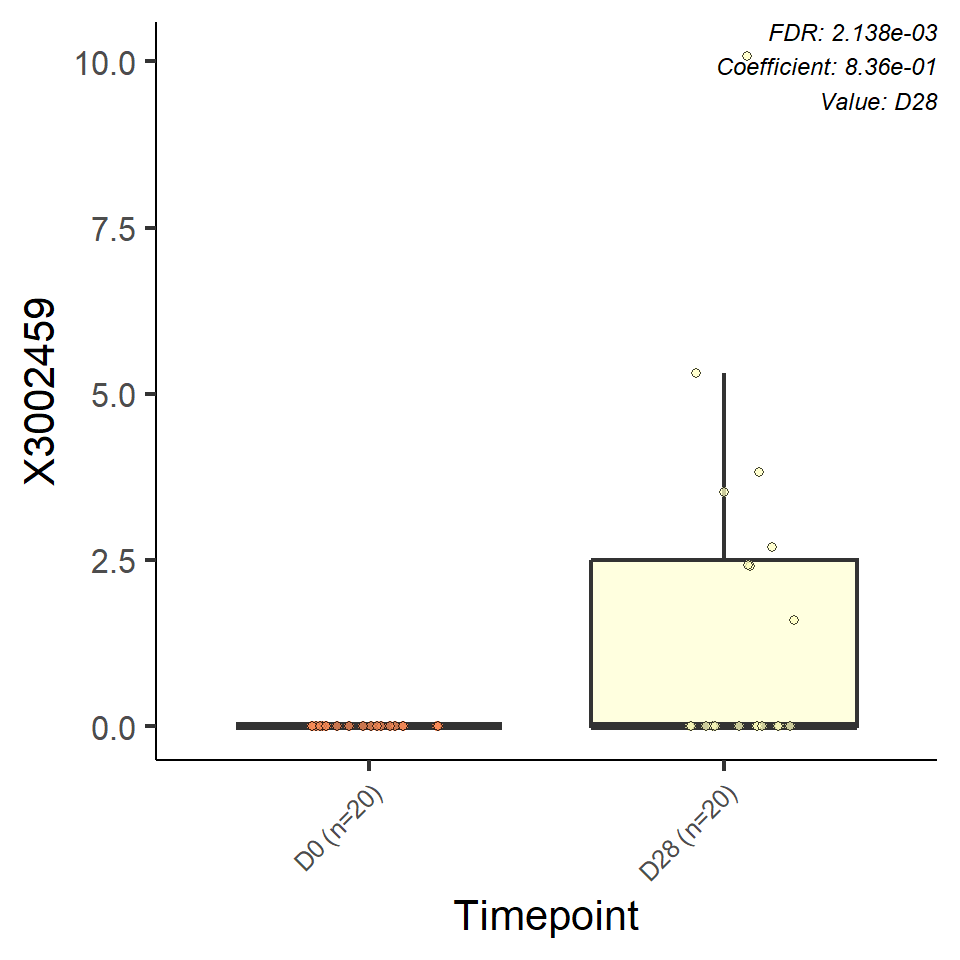 FDR: 2.138e-03
Coefficient: 8.36e-01
Value: D28
10.0
7.5
5.0
2.5
0.0
X3002459
D0 (n=20)
D28 (n=20)
Timepoint